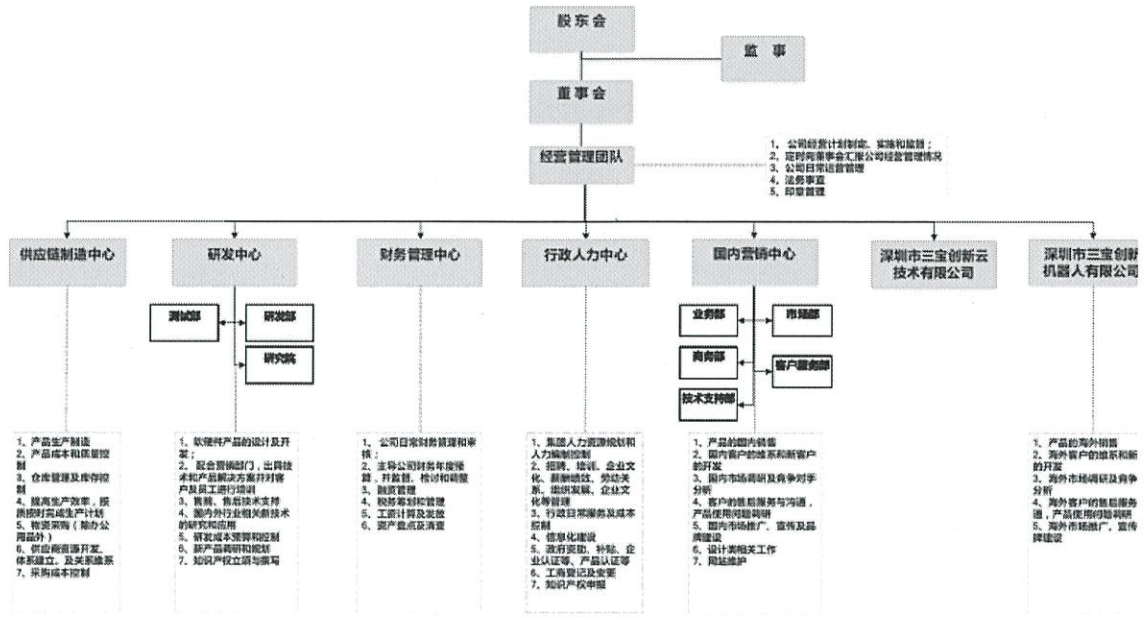 股东会
监 事
董事会
经营管理团队
1、 公司经营计划制定、实施和监督；
2、 定时向董事会汇报公司经营管理情况
3、公司日常运营管理
4、法务事宜
5、 印章管理
供应链制造中心
研发中心
财务管理中心
行政人力中心
国内营销中心
深圳市三宝创新云
技术有限公司
深圳市三宝创新
机器人有限公司
测试部
研发部
研究院
业务部
市场部
商务部
客户服务部
技术支持部
1、产品生产制造
2、产品成本和质量控
制
3、仓库管理及库存控
制
4、提高生产效率，按
质按时完成生产计划
5、物资采购（除办公
用品外）
6、供应商资源开发、
体系建立、及关系维系
7、采购成本控制
1、软硬件产品的设计及开
发；
2、 配合营销部门，出具技
术和产品解决方案并对客
户及员工进行培训
3、售前、售后技术支持
4、国内外行业相关新技术
的研究和应用
5、研发成本预算和控制
6、新产品调研和规划
7、知识产权立项与撰写
1、 公司日常财务管理和审
核；
2、主导公司财务年度预
算，并监督、检讨和调整
3、融资管理
4、税务筹划和管理
5、工资计算及发放
6、资产盘点及清查
1、集团人力资源规划和
人力编制控制
2、招聘、培训、企业文
化、薪酬绩效、劳动关
系、组织发展、企业文
化等管理
3、行政日常服务及成本
控制
4、信息化建设
5、政府资助、补贴、企
业认证等、产品认证等
6、工商登记及变更
7、知识产权申报
1、产品的国内销售
2、国内客户的维系和新客户
的开发
3、国内市场调研及竞争对手
分析
4、客户的售后服务与沟通，
产品使用问题调研
5、国内市场推广、宣传及品
牌建设
6、设计类相关工作
7、网站维护
1、产品的海外销售
2、海外客户的维系和新
的开发
3、海外市场调研及竞争
分析
4、海外客户的售后服务
道，产品使用问题调研
5、海外市场推广、宣传
牌建设